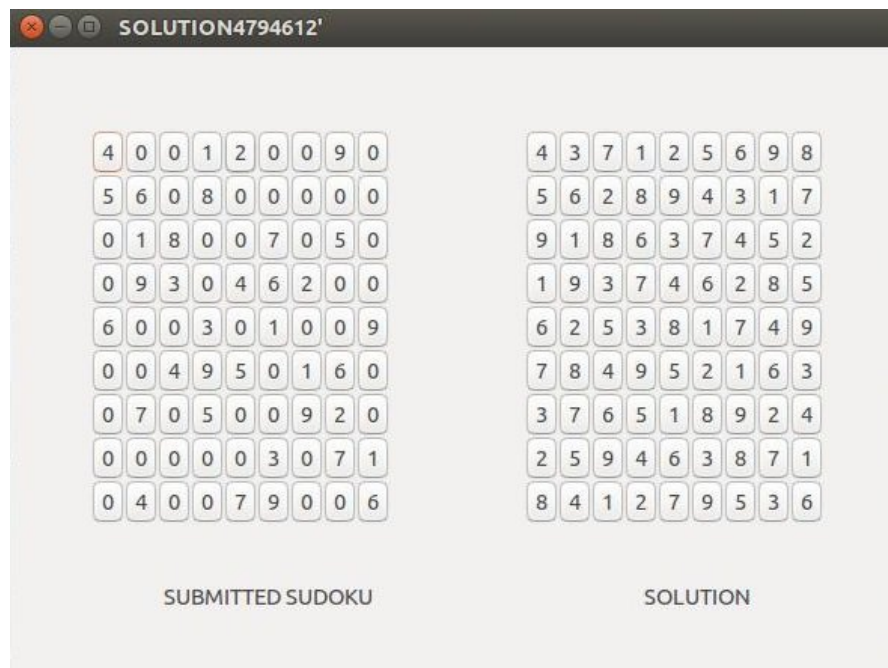 SOLUTION4794612'
4 0 0 1 2 0 0 9 0 4 3 7 1 2 5 6 9 8
5 6 0 8 0 0 0 0 0 5 6 2 8 9 4 3 1 7
0 1 8 0 0 7 0 5 0 9 1 8 6 3 7 4 5 2
0 9 3 0 4 6 2 0 0 1 9 3 7 4 6 2 8 5
6 0 0 3 0 1 0 0 9 6 2 5 3 8 1 7 4 9
0 0 4 9 5 0 1 6 0 7 8 4 9 5 2 1 6 3
0 7 0 5 0 0 9 2 0 3 7 6 5 1 8 9 2 4
0 0 0 0 0 3 0 7 1 2 5 9 4 6 3 8 7 1
0 4 0 0 7 9 0 0 6 8 4 1 2 7 9 5 3 6
SUBMITTED SUDOKU SOLUTION